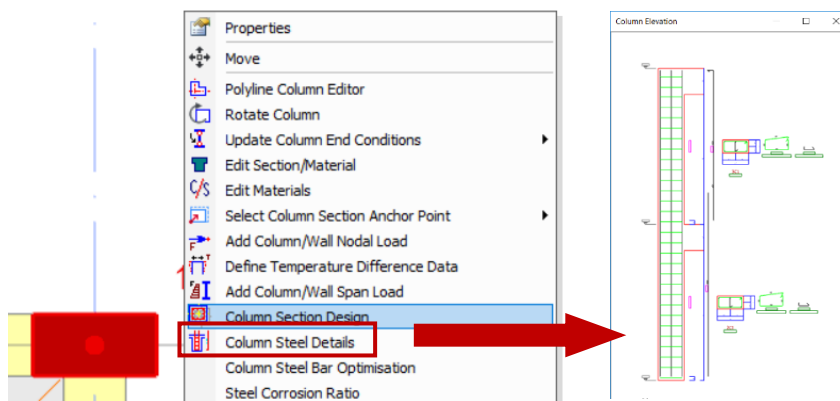 Properties
Move
Polyline Column Editor
Rotate Column
Update Column End Conditions
Edit Section/Material
C/S Edit Materials
Select Column Section Anchor Point
Add Column/Wall Nodal Load
Define Temperature Difference Data
Add Column/Wall Span Load
Column Section Design
Column Steel Details
Column Steel Bar Optimisation
Steel Corrosion Ratio
Column Elevation